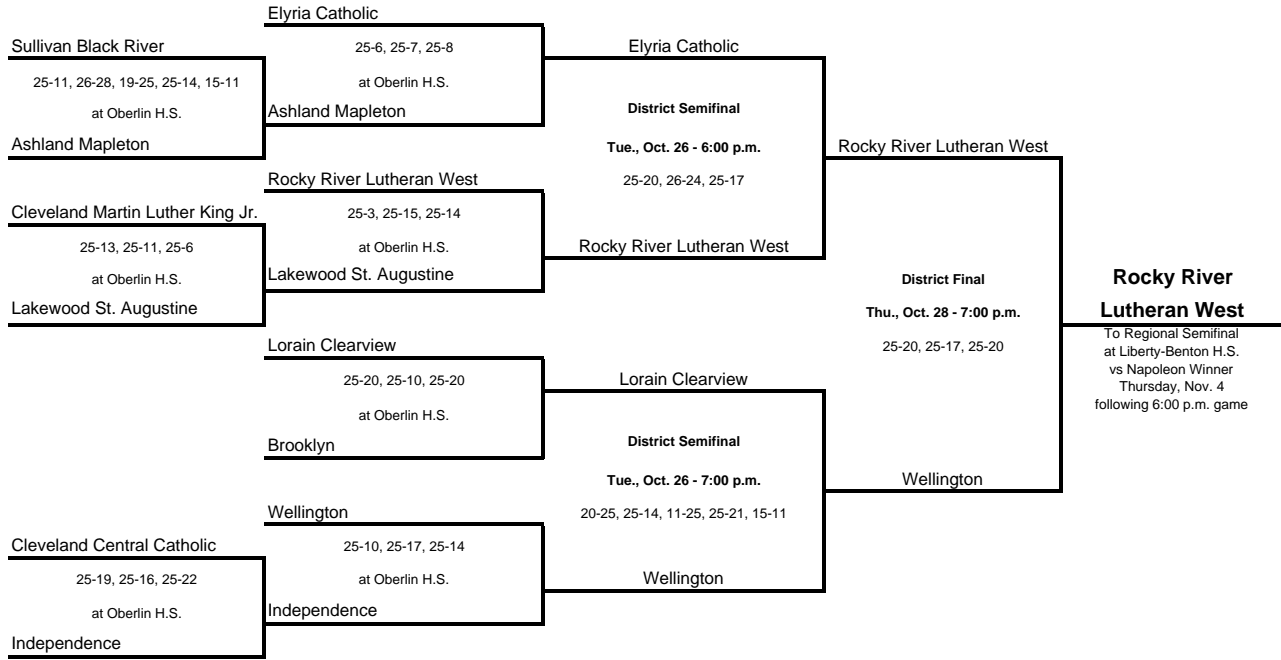 Sullivan Black River
25-11, 26-28, 19-25, 25-14, 15-11
at Oberlin H.S.
Ashland Mapleton
Cleveland Martin Luther King Jr.
25-13, 25-11, 25-6
at Oberlin H.S.
Lakewood St. Augustine
Cleveland Central Catholic
25-19, 25-16, 25-22
at Oberlin H.S.
Independence
Elyria Catholic
25-6, 25-7, 25-8
at Oberlin H.S.
Ashland Mapleton
Rocky River Lutheran West
25-3, 25-15, 25-14
at Oberlin H.S.
Lakewood St. Augustine
Lorain Clearview
25-20, 25-10, 25-20
at Oberlin H.S.
Brooklyn
Wellington
25-10, 25-17, 25-14
at Oberlin H.S.
Independence
Elyria Catholic
District Semifinal
Tue., Oct. 26 - 6:00 p.m.
25-20, 26-24, 25-17
Rocky River Lutheran West
Lorain Clearview
District Semifinal
Tue., Oct. 26 - 7:00 p.m.
20-25, 25-14, 11-25, 25-21, 15-11
Wellington
Rocky River Lutheran West
District Final
Thu., Oct. 28 - 7:00 p.m.
25-20, 25-17, 25-20
Wellington
Rocky River
Lutheran West
To Regional Semifinal
at Liberty-Benton H.S.
vs Napoleon Winner
Thursday, Nov. 4
following 6:00 p.m. game